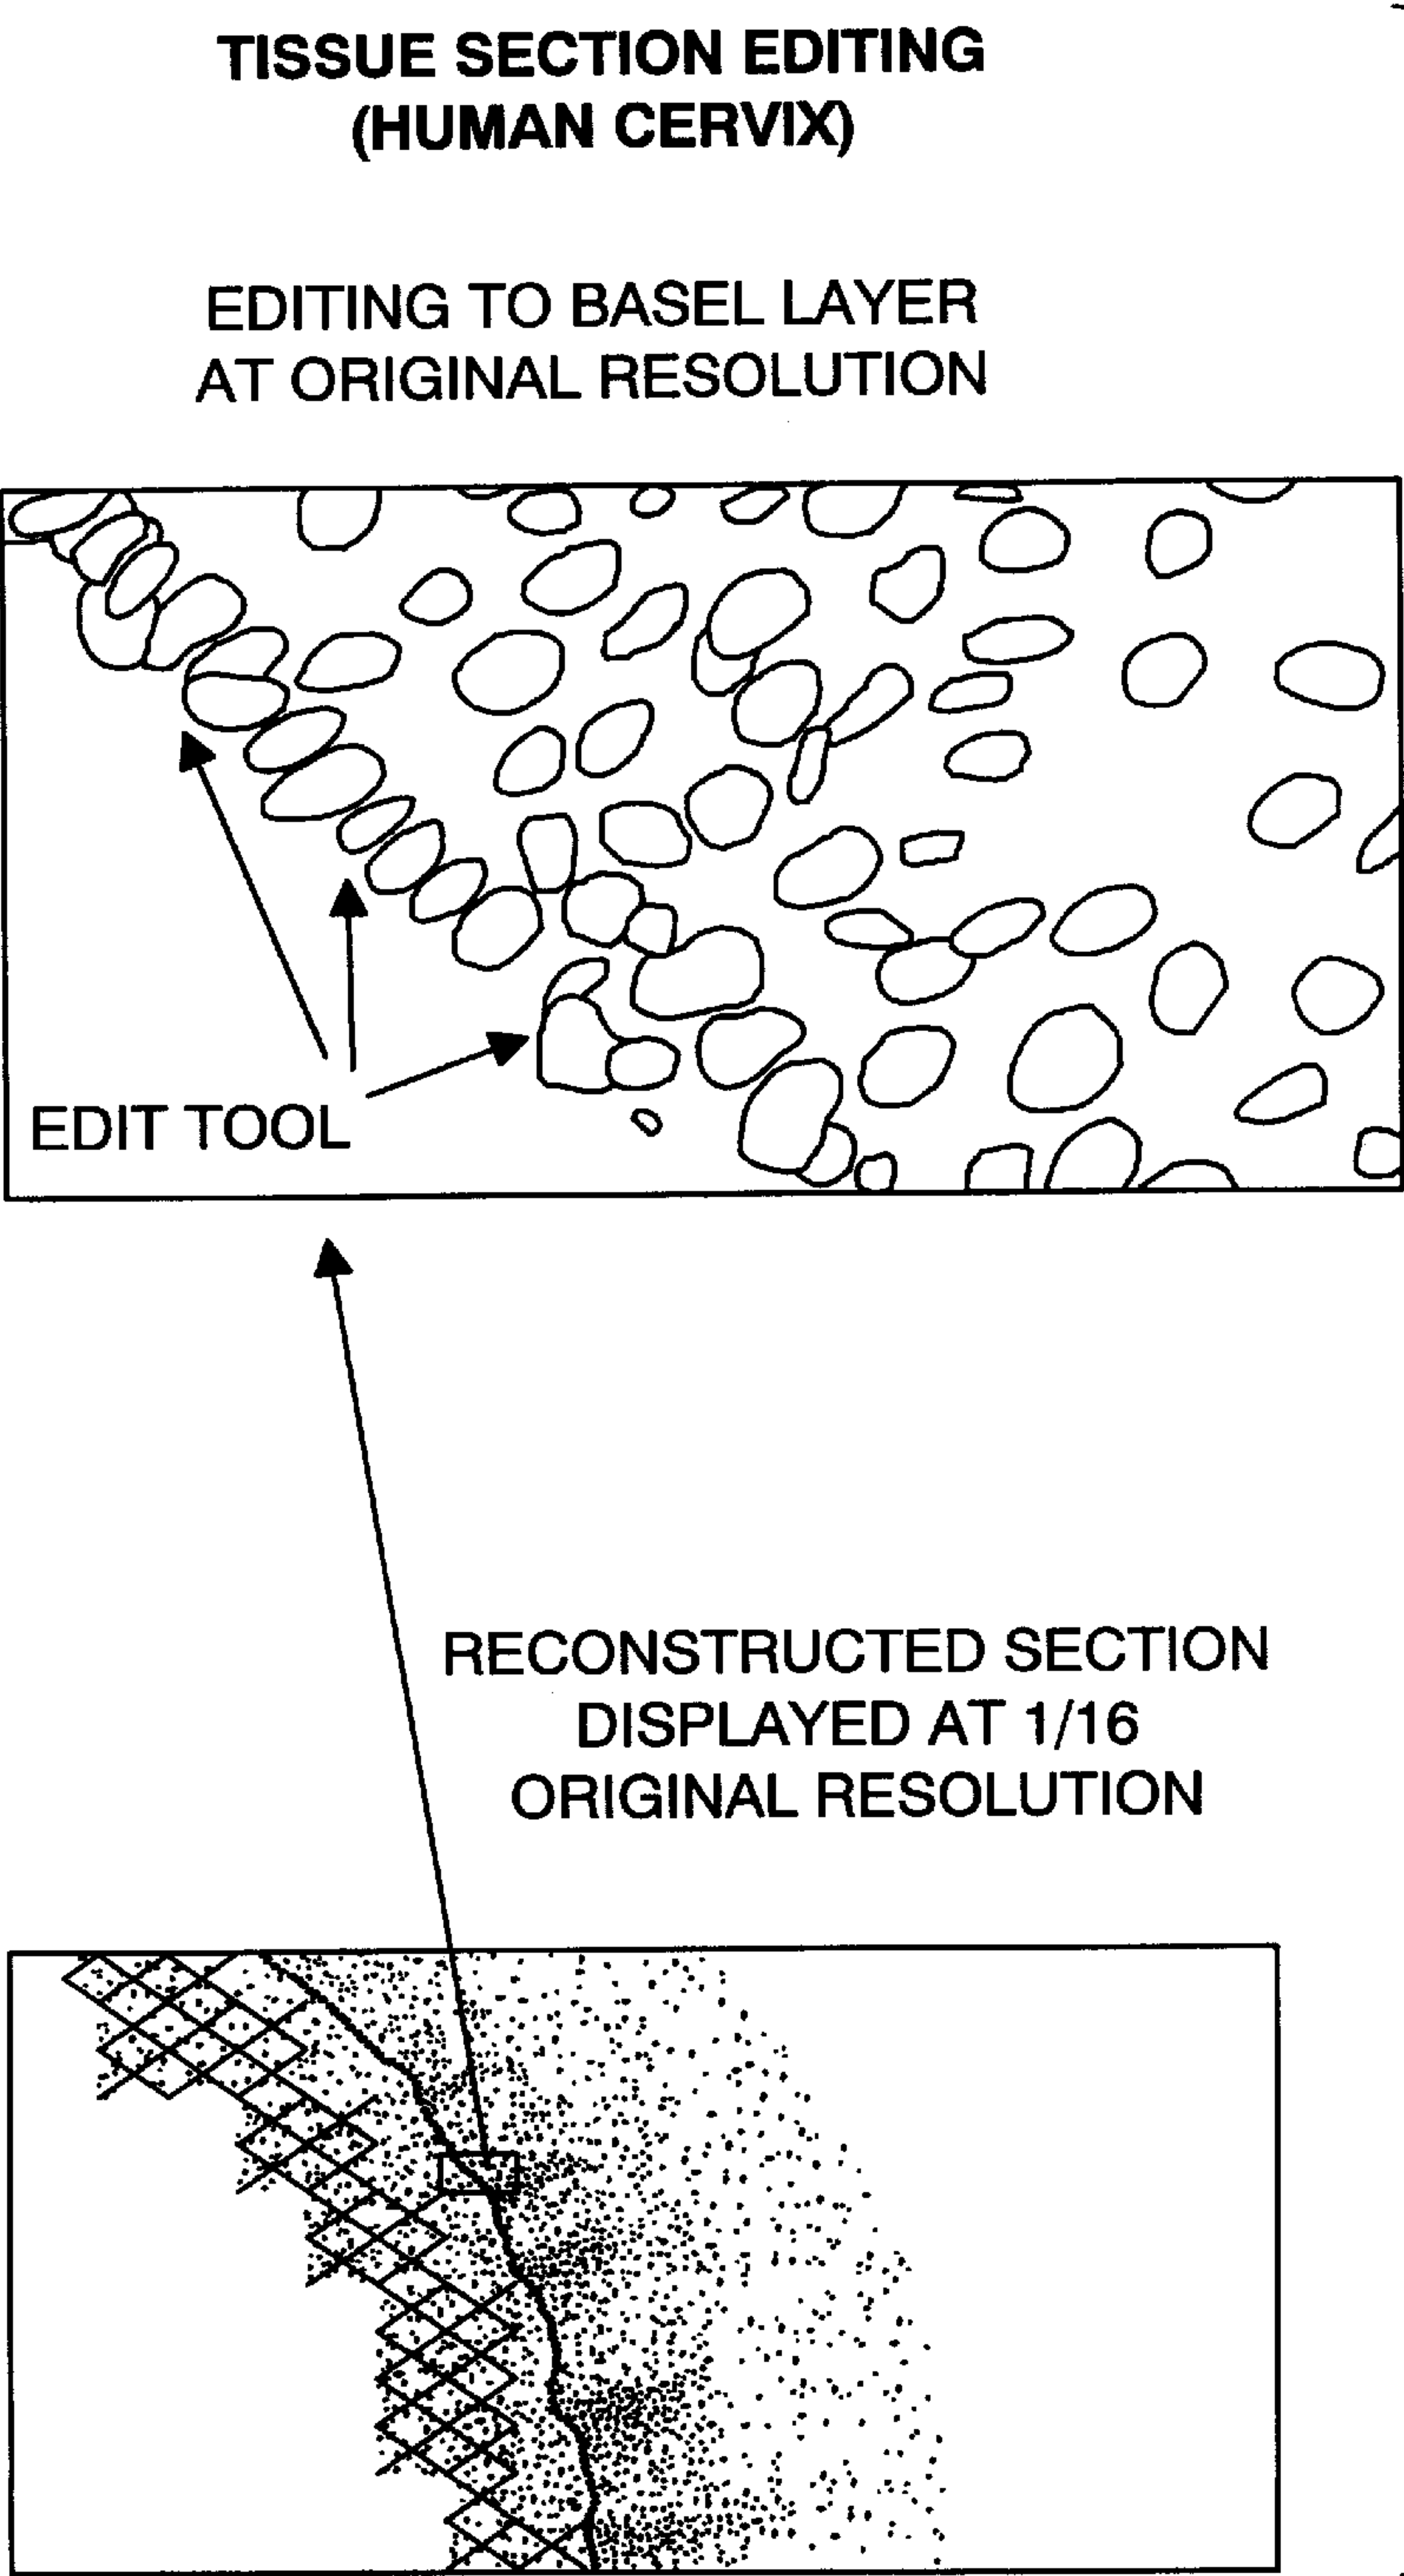 TISSUE SECTION EDITING
(HUMAN CERVIX)
EDITING TO BASEL LAYER
AT ORIGINAL RESOLUTION
EDIT TOOL
RECONSTRUCTED SECTION
DISPLAYED AT 1/16
ORIGINAL RESOLUTION